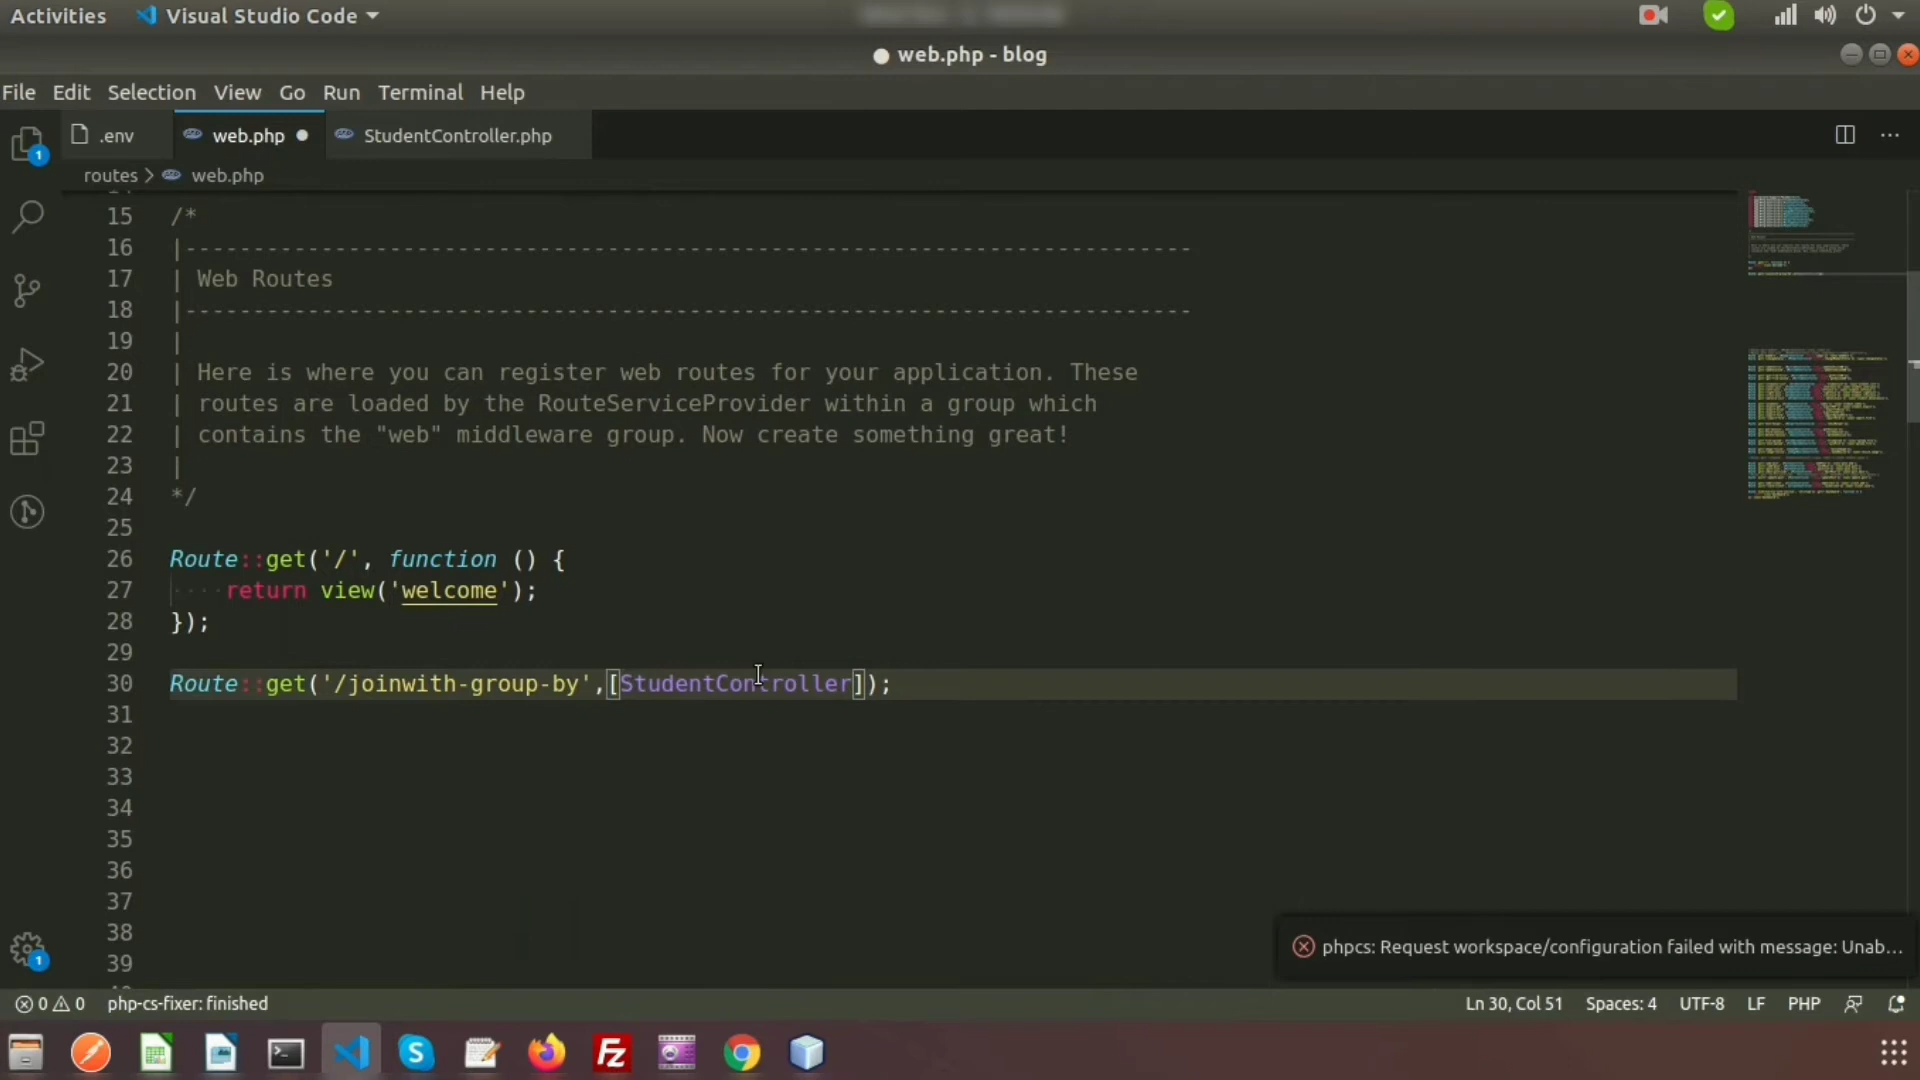 Activities Visual Studio Code
web.php - blog
File Edit Selection View Go Run Terminal Help
.env web.php StudentController.php
routes > web.php
15 /*
16 |--------------------------------------------------------------------------
17 | Web Routes
18 |--------------------------------------------------------------------------
19 |
20 | Here is where you can register web routes for your application. These
21 | routes are loaded by the RouteServiceProvider within a group which
22 | contains the "web" middleware group. Now create something great!
23 |
24 */
25
26 Route::get('/', function () {
27 ····return view('welcome');
28 });
29
30 Route::get('/joinwith-group-by',[StudentController]);
31
32
33
34
35
36
37
38
39
phpcs: Request workspace/configuration failed with message: Unab...
0 0 php-cs-fixer: finished Ln 30, Col 51 Spaces: 4 UTF-8 LF PHP